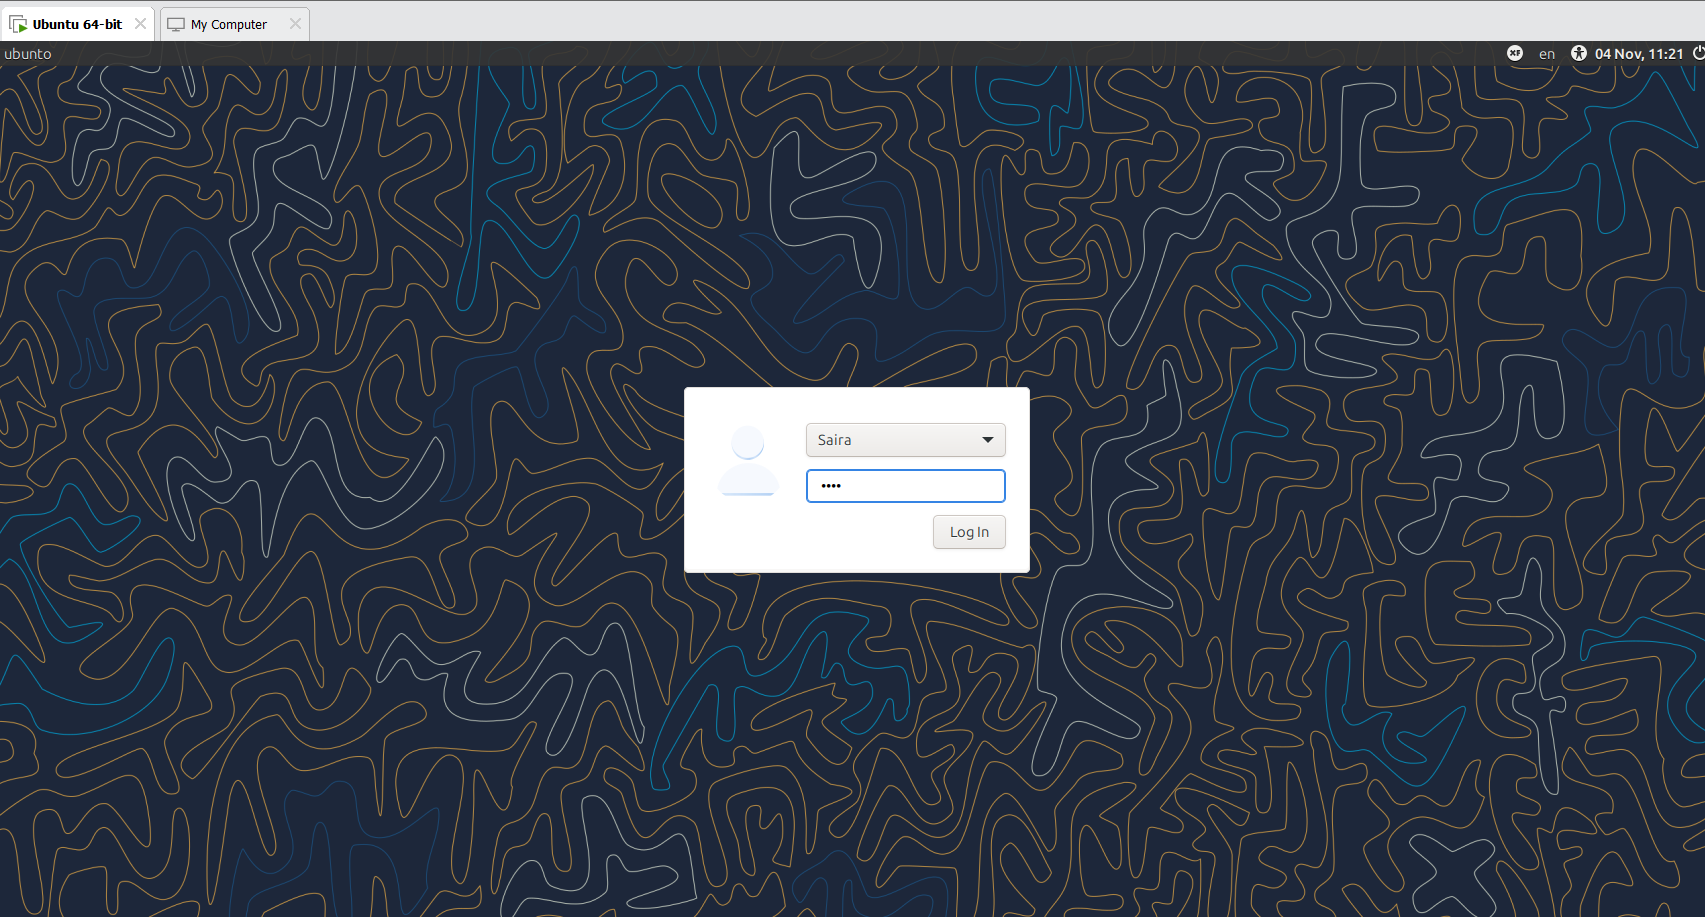 Ubuntu 64-bit
My Computer
ubunto
en
04 Nov, 11:21
Saira
••••
Log In